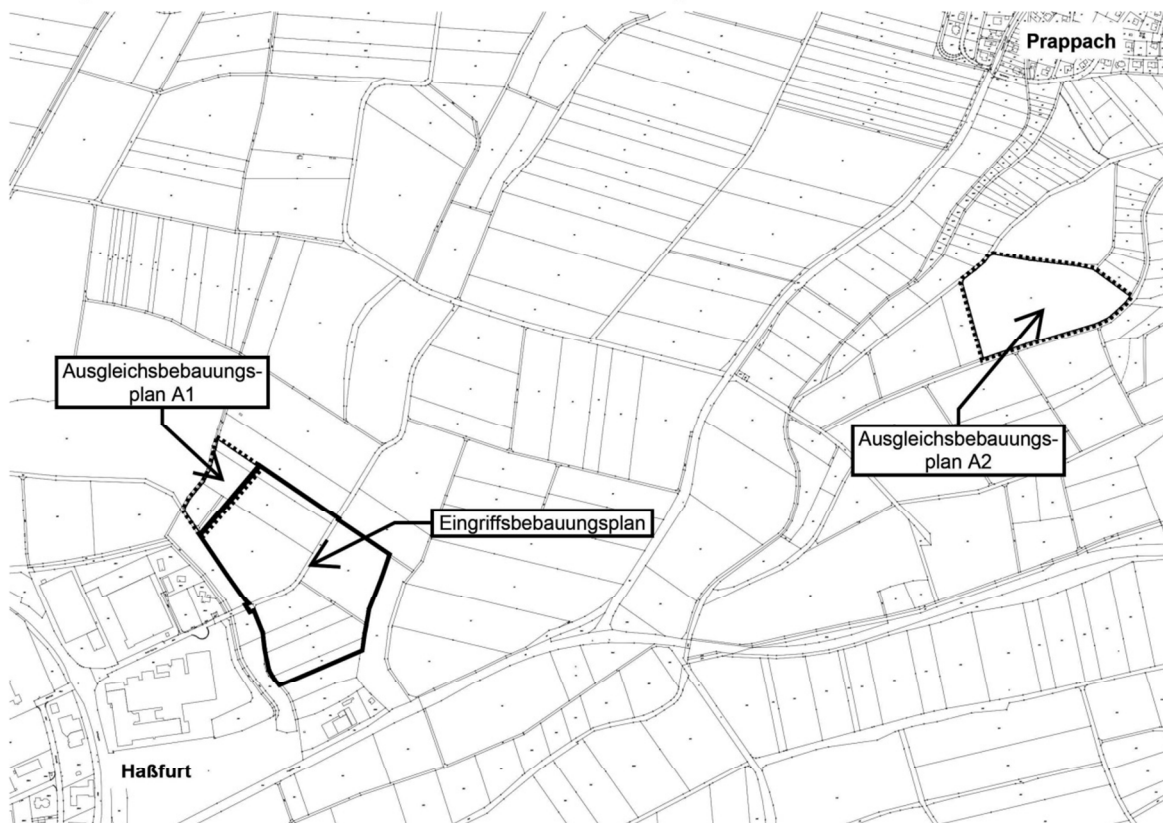 Prappach
Ausgleichsbebauungs-
plan A1
Ausgleichsbebauungs-
plan A2
Eingriffsbebauungsplan
Haßfurt